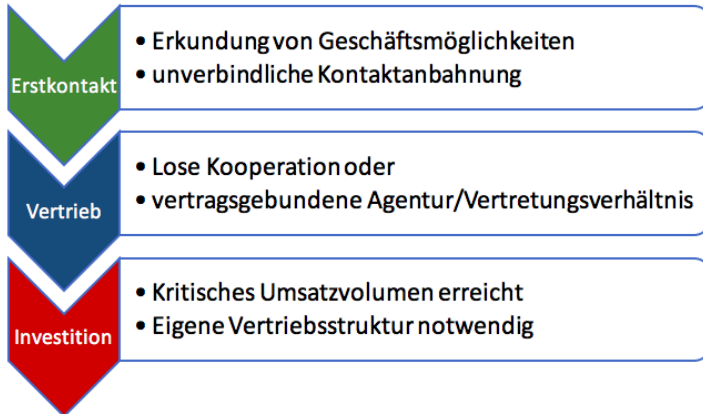 Erstkontakt
• Erkundung von Geschäftsmöglichkeiten
• unverbindliche Kontaktanbahnung
Vertrieb
• Lose Kooperation oder
• vertragsgebundene Agentur/Vertretungsverhältnis
Investition
• Kritisches Umsatzvolumen erreicht
• Eigene Vertriebsstruktur notwendig